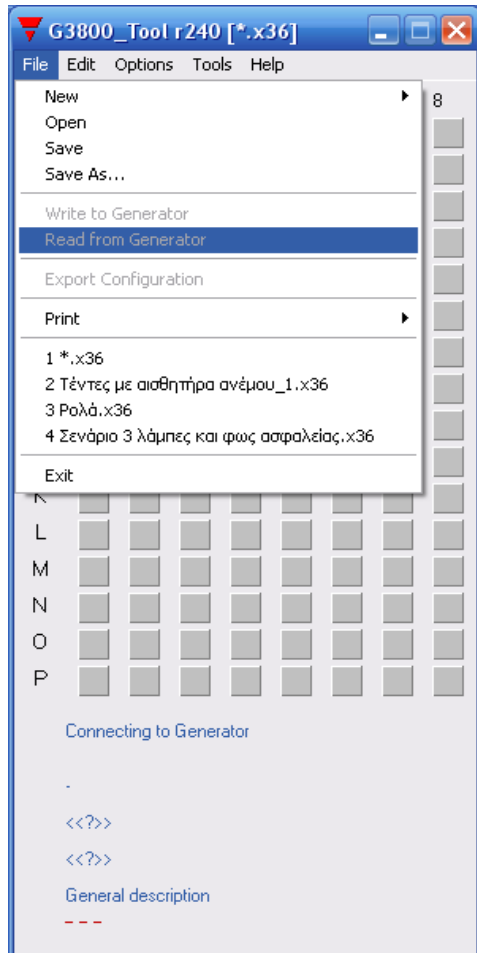 G3800_Tool r240 [*.x36]
File Edit Options Tools Help
New
8
Open
Save
Save As...
Write to Generator
Read from Generator
Export Configuration
Print
1 *.x36
2 Τέντες με αισθητήρα ανέμου_1.x36
3 Ρολά.x36
4 Σενάριο 3 λάμπες και φως ασφαλείας.x36
Exit
K
L
M
N
O
P
Connecting to Generator
-
<<?>>
<<?>>
General description
- - -